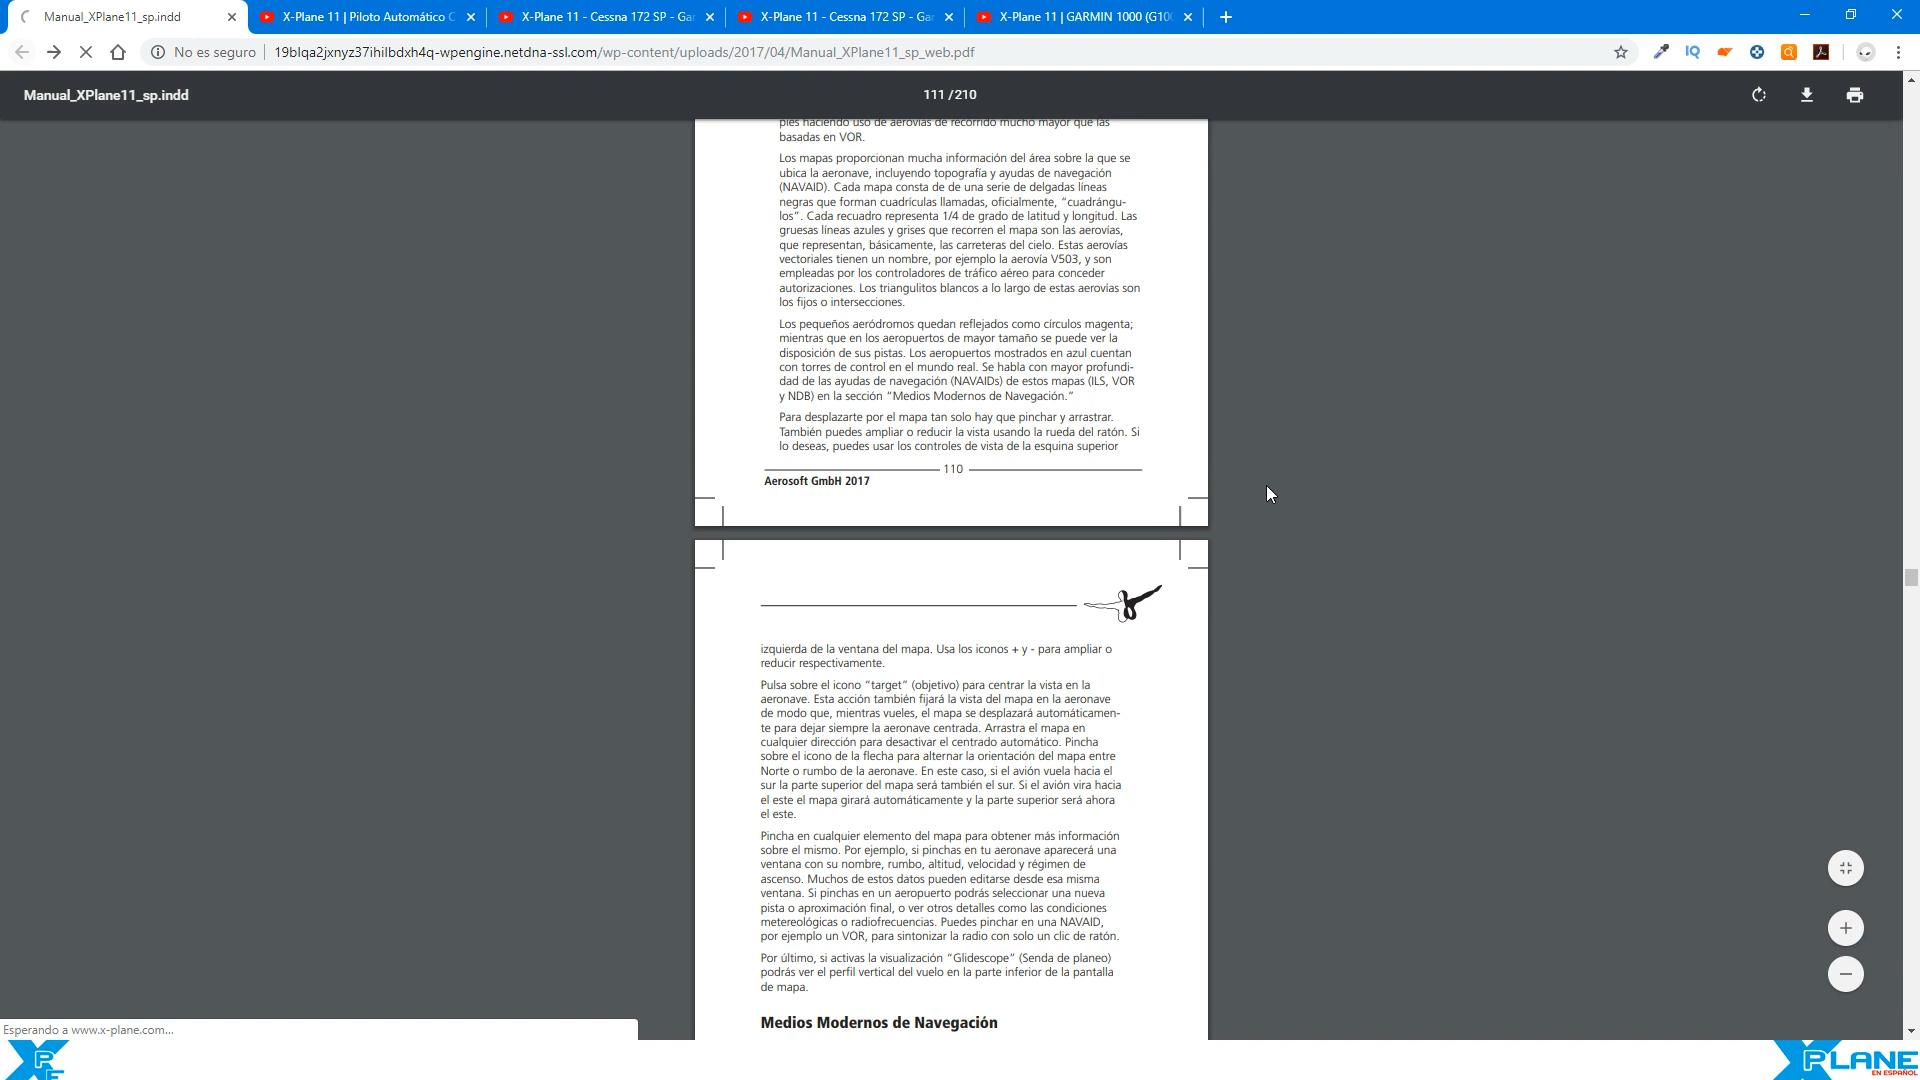 Manual_XPlane11_sp.indd
X-Plane 11 | Piloto Automático C
X-Plane 11 - Cessna 172 SP - Gar
X-Plane 11 - Cessna 172 SP - Gar
X-Plane 11 | GARMIN 1000 (G100
No es seguro
19blqa2jxnyz37ihilbdxh4q-wpengine.netdna-ssl.com/wp-content/uploads/2017/04/Manual_XPlane11_sp_web.pdf
IQ
Manual_XPlane11_sp.indd
111 / 210
pies haciendo uso de aerovías de recorrido mucho mayor que las
basadas en VOR.
Los mapas proporcionan mucha información del área sobre la que se
ubica la aeronave, incluyendo topografía y ayudas de navegación
(NAVAID). Cada mapa consta de de una serie de delgadas líneas
negras que forman cuadrículas llamadas, oficialmente, “cuadrángu-
los”. Cada recuadro representa 1/4 de grado de latitud y longitud. Las
gruesas líneas azules y grises que recorren el mapa son las aerovías,
que representan, básicamente, las carreteras del cielo. Estas aerovías
vectoriales tienen un nombre, por ejemplo la aerovía V503, y son
empleadas por los controladores de tráfico aéreo para conceder
autorizaciones. Los triangulitos blancos a lo largo de estas aerovías son
los fijos o intersecciones.
Los pequeños aeródromos quedan reflejados como círculos magenta;
mientras que en los aeropuertos de mayor tamaño se puede ver la
disposición de sus pistas. Los aeropuertos mostrados en azul cuentan
con torres de control en el mundo real. Se habla con mayor profundi-
dad de las ayudas de navegación (NAVAIDs) de estos mapas (ILS, VOR
y NDB) en la sección “Medios Modernos de Navegación.”
Para desplazarte por el mapa tan solo hay que pinchar y arrastrar.
También puedes ampliar o reducir la vista usando la rueda del ratón. Si
lo deseas, puedes usar los controles de vista de la esquina superior
110
Aerosoft GmbH 2017
izquierda de la ventana del mapa. Usa los iconos + y - para ampliar o
reducir respectivamente.
Pulsa sobre el icono “target” (objetivo) para centrar la vista en la
aeronave. Esta acción también fijará la vista del mapa en la aeronave
de modo que, mientras vueles, el mapa se desplazará automáticamen-
te para dejar siempre la aeronave centrada. Arrastra el mapa en
cualquier dirección para desactivar el centrado automático. Pincha
sobre el icono de la flecha para alternar la orientación del mapa entre
Norte o rumbo de la aeronave. En este caso, si el avión vuela hacia el
sur la parte superior del mapa será también el sur. Si el avión vira hacia
el este el mapa girará automáticamente y la parte superior será ahora
el este.
Pincha en cualquier elemento del mapa para obtener más información
sobre el mismo. Por ejemplo, si pinchas en tu aeronave aparecerá una
ventana con su nombre, rumbo, altitud, velocidad y régimen de
ascenso. Muchos de estos datos pueden editarse desde esa misma
ventana. Si pinchas en un aeropuerto podrás seleccionar una nueva
pista o aproximación final, o ver otros detalles como las condiciones
metereológicas o radiofrecuencias. Puedes pinchar en una NAVAID,
por ejemplo un VOR, para sintonizar la radio con solo un clic de ratón.
Por último, si activas la visualización “Glidescope” (Senda de planeo)
podrás ver el perfil vertical del vuelo en la parte inferior de la pantalla
de mapa.
Medios Modernos de Navegación
Esperando a www.x-plane.com...
XPE
XPLANE
EN ESPAÑOL